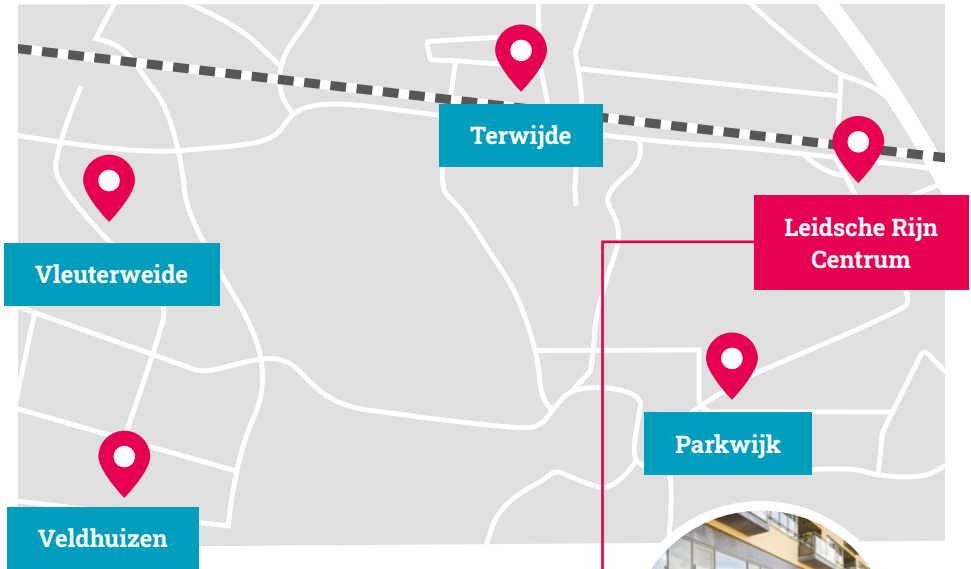 Terwijde
Leidsche Rijn
Centrum
Vleuterweide
Parkwijk
Veldhuizen